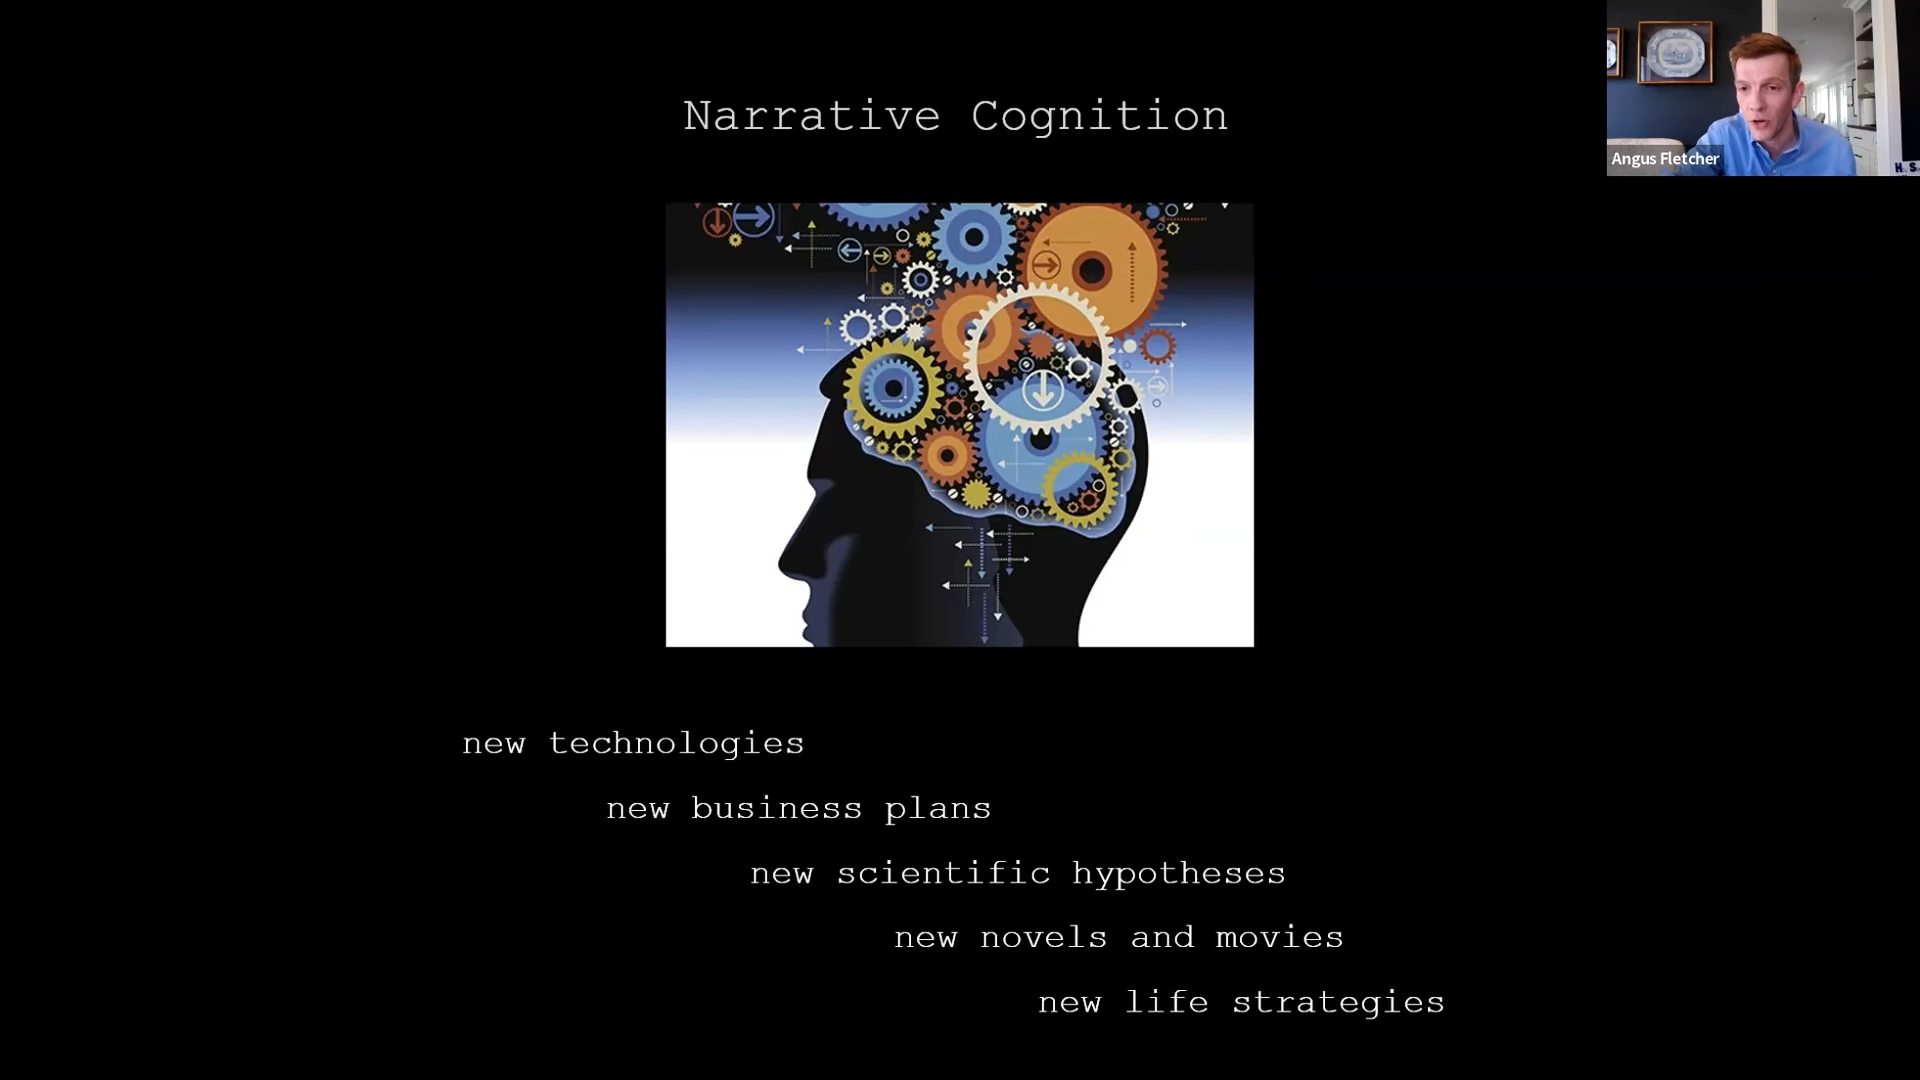 Narrative Cognition
Angus Fletcher
H.S.
new technologies
new business plans
new scientific hypotheses
new novels and movies
new life strategies